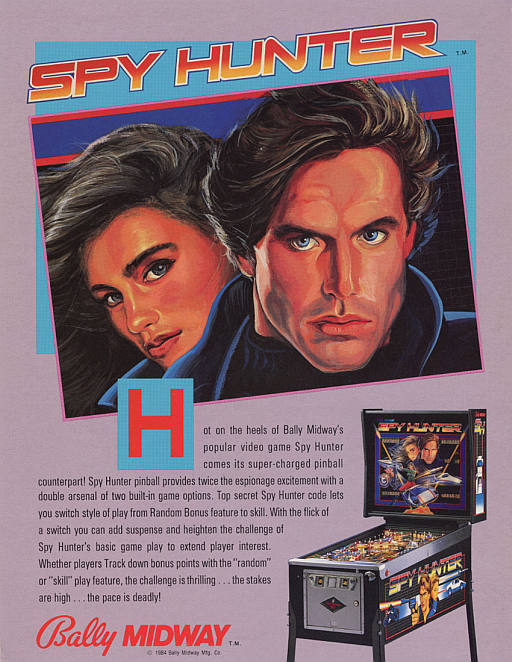 SPY HUNTER T.M.
Hot on the heels of Bally Midway's
popular video game Spy Hunter
comes its super-charged pinball
counterpart! Spy Hunter pinball provides twice the espionage excitement with a
double arsenal of two built-in game options. Top secret Spy Hunter code lets
you switch style of play from Random Bonus feature to skill. With the flick of
a switch you can add suspense and heighten the challenge of
Spy Hunter's basic game play to extend player interest.
Whether players Track down bonus points with the "random"
or "skill" play feature, the challenge is thrilling . . . the stakes
are high . . . the pace is deadly!
SPY HUNTER
SPY HUNTER
Bally MIDWAY T.M.
© 1984 Bally Midway Mfg. Co.